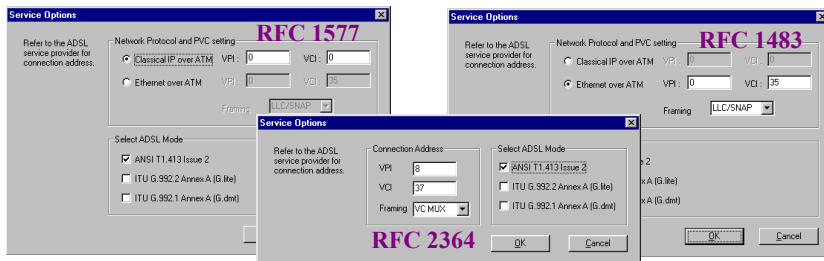 Service Options
RFC 1577
Refer to the ADSL
service provider for
connection address.
Network Protocol and PVC setting
Classical IP over ATM VPI : 0 VCI : 0
Ethernet over ATM VPI : 0 VCI : 35
Framing LLC/SNAP
Select ADSL Mode
ANSI T1.413 Issue 2
ITU G.992.2 Annex A (G.lite)
ITU G.992.1 Annex A (G.dmt)
Service Options
Refer to the ADSL
service provider for
connection address.
Connection Address
VPI 8
VCI 37
Framing VC MUX
Select ADSL Mode
ANSI T1.413 Issue 2
ITU G.992.2 Annex A (G.lite)
ITU G.992.1 Annex A (G.dmt)
RFC 2364
OK Cancel
Service Options
RFC 1483
Refer to the ADSL
service provider for
connection address.
Network Protocol and PVC setting
Classical IP over ATM VPI : 0 VCI : 0
Ethernet over ATM VPI : 0 VCI : 35
Framing LLC/SNAP
2
x A (G.lite)
x A (G.dmt)
OK Cancel